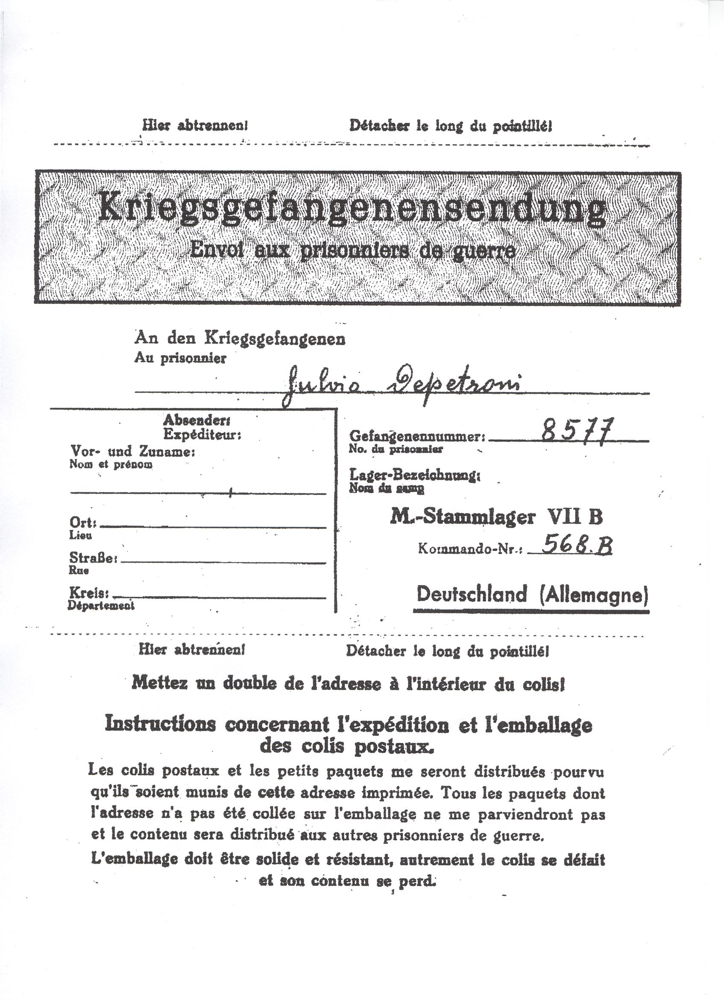 Hier abtrennen! Détacher le long du pointillé!
Kriegsgefangenensendung
Envoi aux prisonniers de guerre
An den Kriegsgefangenen
Au prisonnier
Fulvio Depetroni
Absender:
Expéditeur:
Vor- und Zuname:
Nom et prénom
Ort:
Lieu
Straße:
Rue
Kreis:
Département
Gefangenennummer: 8577
No. du prisonnier
Lager-Bezeichnung:
Nom du camp
M.-Stammlager VII B
Kommando-Nr.: 568.B
Deutschland (Allemagne)
Hier abtrennen! Détacher le long du pointillé!
Mettez un double de l'adresse à l'intérieur du colis!
Instructions concernant l'expédition et l'emballage
des colis postaux.
Les colis postaux et les petits paquets me seront distribués pourvu
qu'ils soient munis de cette adresse imprimée. Tous les paquets dont
l'adresse n'a pas été collée sur l'emballage ne me parviendront pas
et le contenu sera distribué aux autres prisonniers de guerre.
L'emballage doit être solide et résistant, autrement le colis se défait
et son contenu se perd.